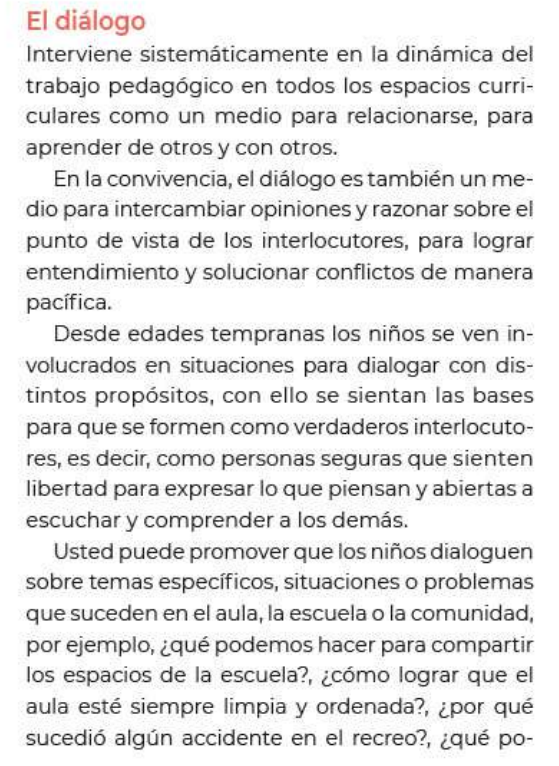 El diálogo
Interviene sistemáticamente en la dinámica del
trabajo pedagógico en todos los espacios curri-
culares como un medio para relacionarse, para
aprender de otros y con otros.
En la convivencia, el diálogo es también un me-
dio para intercambiar opiniones y razonar sobre el
punto de vista de los interlocutores, para lograr
entendimiento y solucionar conflictos de manera
pacífica.
Desde edades tempranas los niños se ven in-
volucrados en situaciones para dialogar con dis-
tintos propósitos, con ello se sientan las bases
para que se formen como verdaderos interlocuto-
res, es decir, como personas seguras que sienten
libertad para expresar lo que piensan y abiertas a
escuchar y comprender a los demás.
Usted puede promover que los niños dialoguen
sobre temas específicos, situaciones o problemas
que suceden en el aula, la escuela o la comunidad,
por ejemplo, ¿qué podemos hacer para compartir
los espacios de la escuela?, ¿cómo lograr que el
aula esté siempre limpia y ordenada?, ¿por qué
sucedió algún accidente en el recreo?, ¿qué po-